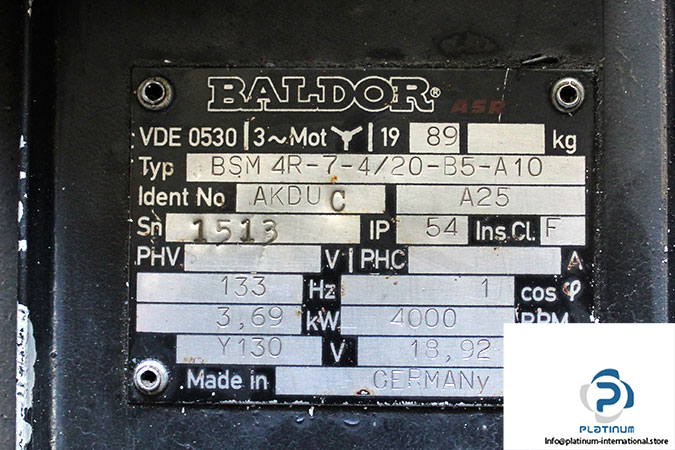 BALDOR® ASR
VDE 0530 3~Mot Y 19 89 kg
Typ BSM 4R-7-4/20-B5-A10
Ident No AKDU C A25
Sn 1513 IP 54 Ins.Cl. F
PHV V PHC A
133 Hz 1 cos φ
3,69 kW 4000 RPM
Y130 V 18,92
Made in GERMANy
PLATINUM
Info@platinum-international.store